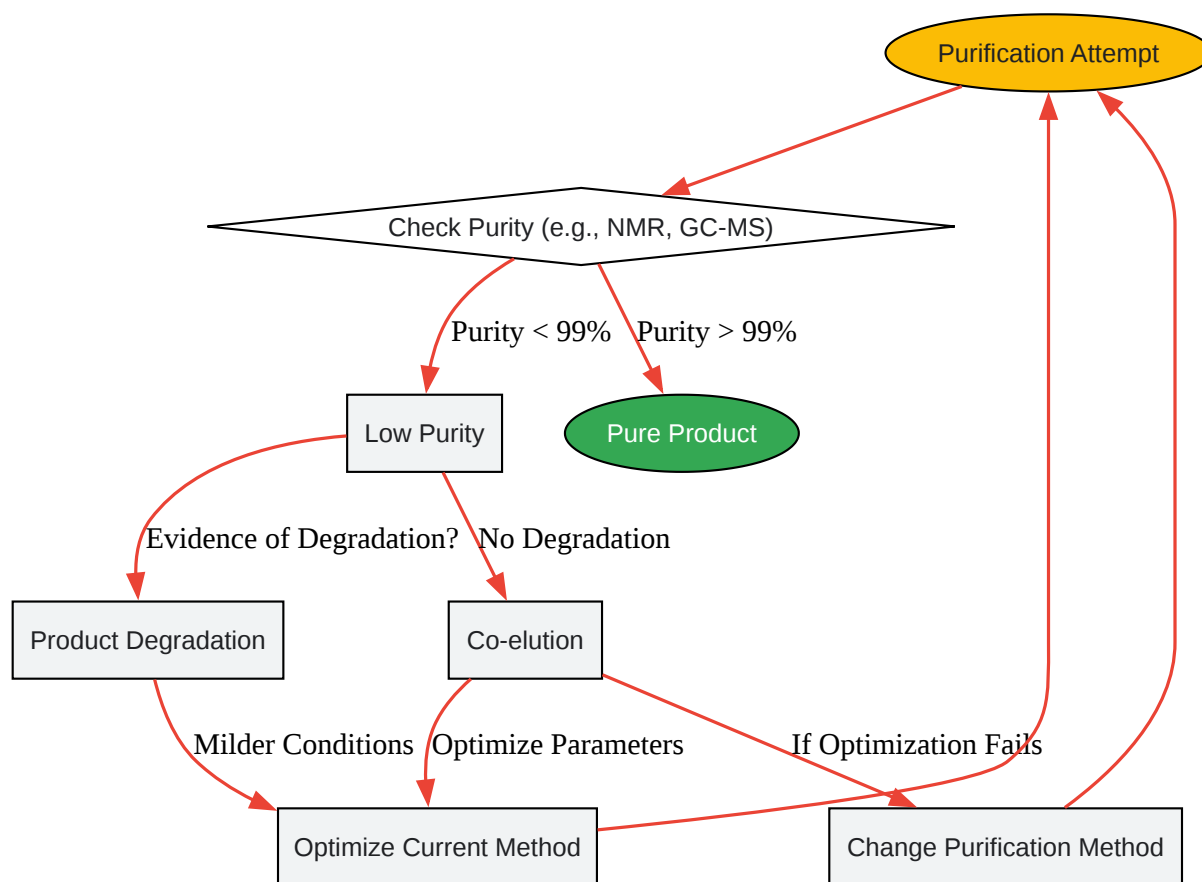 Purification Attempt
Check Purity (e.g., NMR, GC-MS)
Purity < 99%
Purity > 99%
Low Purity
Pure Product
Evidence of Degradation?
No Degradation
Product Degradation
Co-elution
Milder Conditions
Optimize Parameters
If Optimization Fails
Optimize Current Method
Change Purification Method